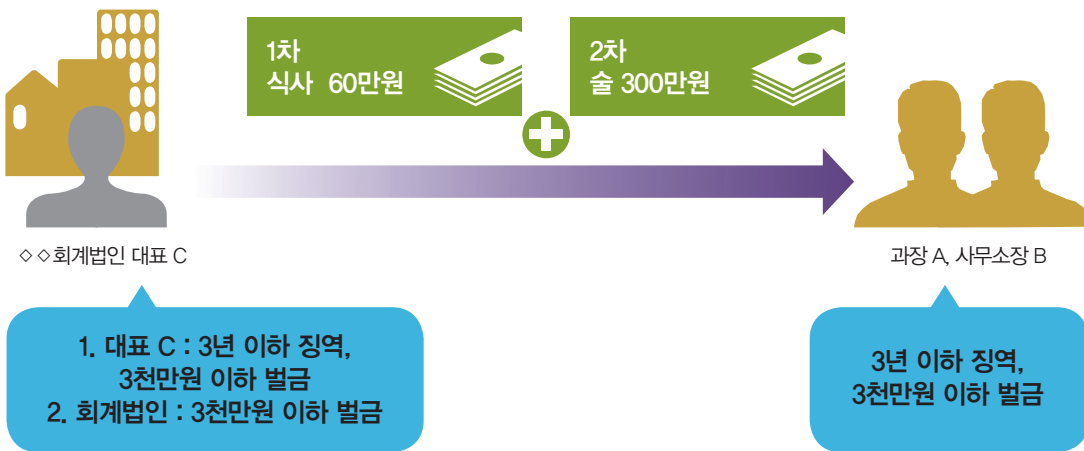 1차
식사 60만원
2차
술 300만원
◇◇회계법인 대표 C
과장 A, 사무소장 B
1. 대표 C : 3년 이하 징역,
3천만원 이하 벌금
2. 회계법인 : 3천만원 이하 벌금
3년 이하 징역,
3천만원 이하 벌금